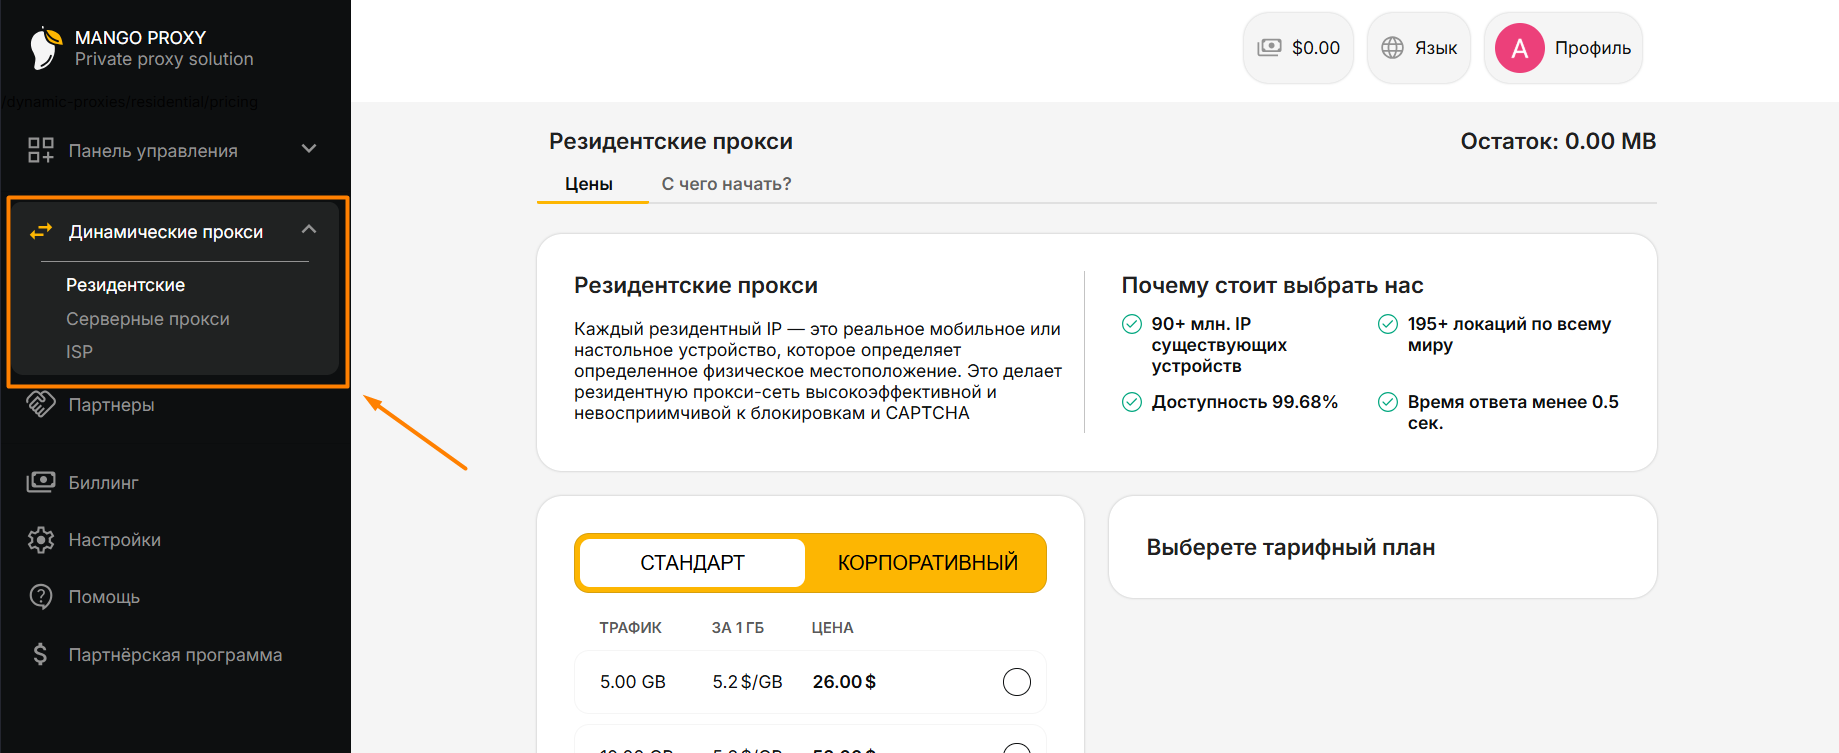 MANGO PROXY
Private proxy solution
/dynamic-proxies/residential/pricing
Панель управления
Динамические прокси
Резидентские
Серверные прокси
ISP
Партнеры
Биллинг
Настройки
Помощь
Партнёрская программа
$0.00
Язык
A
Профиль
Резидентские прокси
Остаток: 0.00 MB
Цены
С чего начать?
Резидентские прокси
Каждый резидентный IP — это реальное мобильное или
настольное устройство, которое определяет
определенное физическое местоположение. Это делает
резидентную прокси-сеть высокоэффективной и
невосприимчивой к блокировкам и CAPTCHA
Почему стоит выбрать нас
90+ млн. IP
существующих
устройств
195+ локаций по всему
миру
Доступность 99.68%
Время ответа менее 0.5
сек.
СТАНДАРТ
КОРПОРАТИВНЫЙ
ТРАФИК ЗА 1 ГБ ЦЕНА
5.00 GB 5.2$/GB 26.00$
Выберете тарифный план